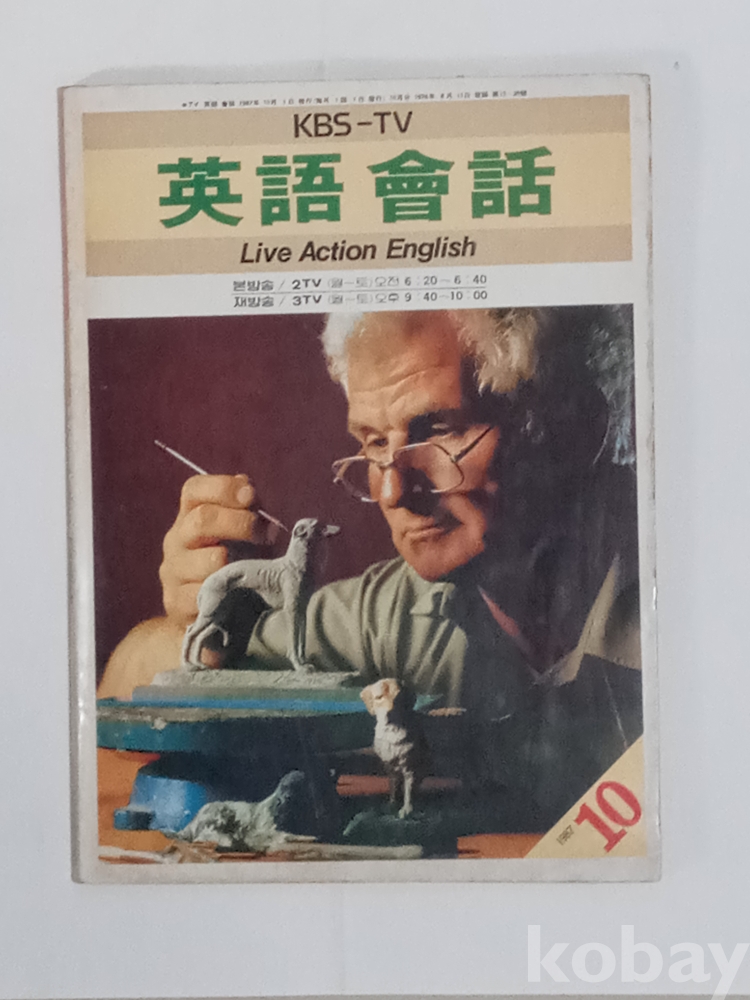 KBS-TV
英語 會話
Live Action English
본방송 / 2TV (월~토) 오전 6:20~6:40
재방송 / 3TV (월~토) 오후 9:40~10:00
1987 10
kobay